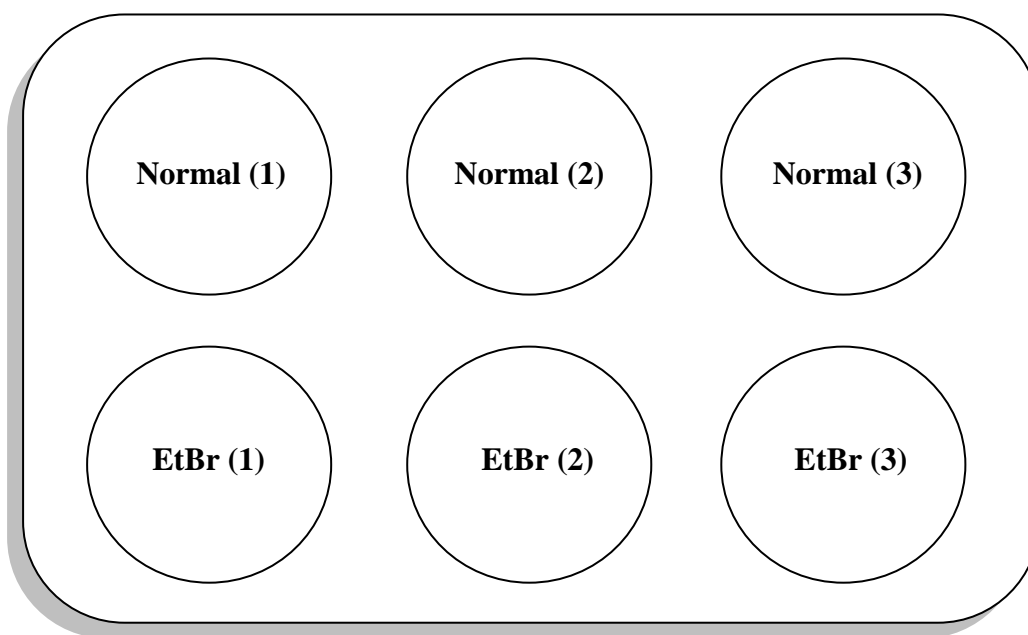 Normal (1) Normal (2) Normal (3)
EtBr (1) EtBr (2) EtBr (3)